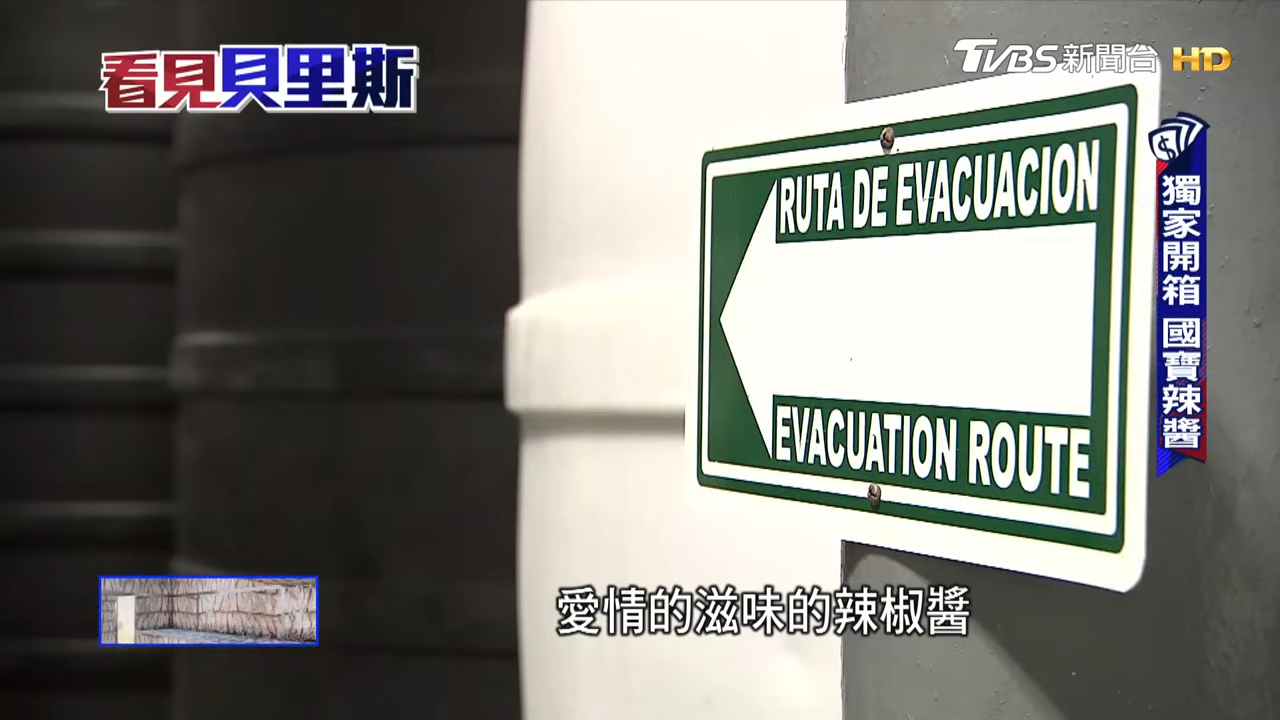 看見貝里斯
TVBS新聞台 HD
獨家開箱 國寶辣醬
RUTA DE EVACUACION
EVACUATION ROUTE
愛情的滋味的辣椒醬